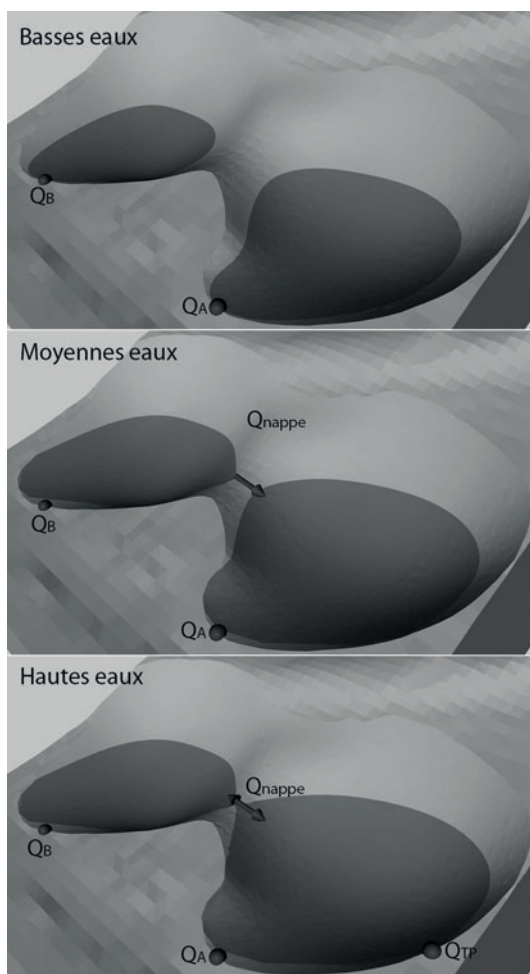 Basses eaux
QB
QA
Moyennes eaux
Qnappe
QB
QA
Hautes eaux
Qnappe
QB
QA
QTP